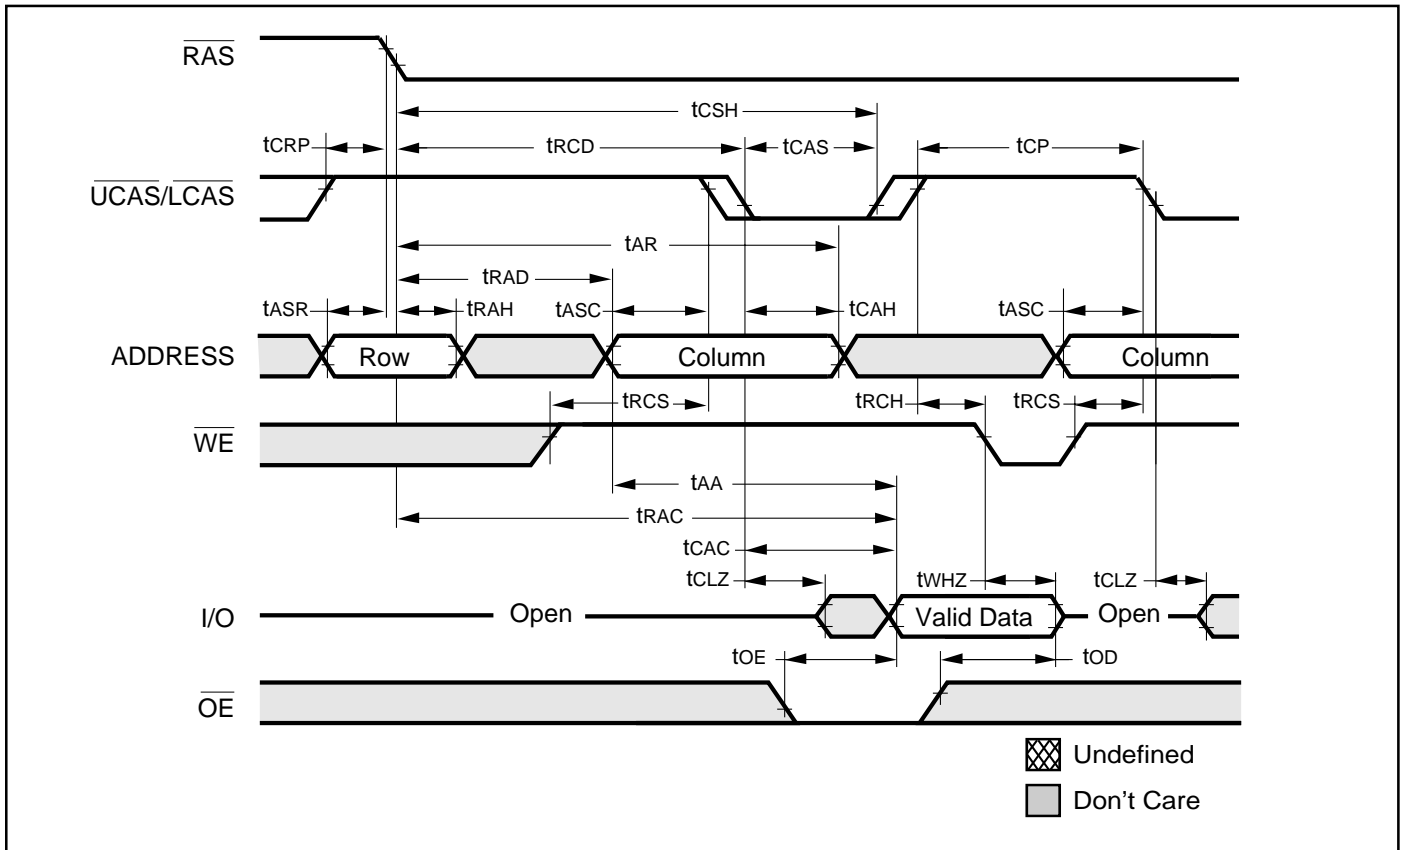 RAS
tCSH
tCRP
tRCD
tCAS
tCP
UCAS/LCAS
tAR
tRAD
tASR
tRAH
tASC
tCAH
tASC
ADDRESS
Row
Column
Column
tRCS
tRCH
tRCS
WE
tAA
tRAC
tCAC
tCLZ
tWHZ
tCLZ
I/O
Open
Valid Data
Open
tOE
tOD
OE
Undefined
Don't Care